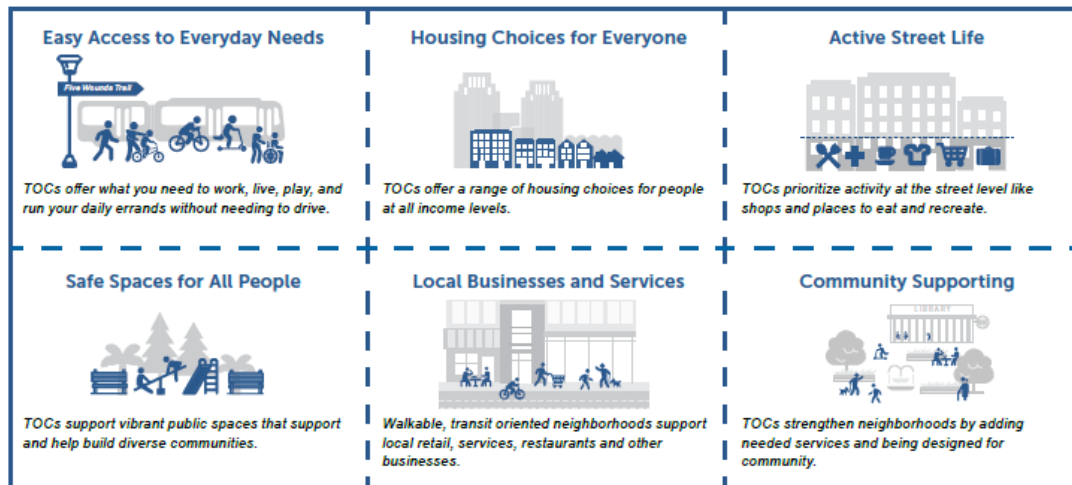 Easy Access to Everyday Needs
Five Wounds Trail
TOCs offer what you need to work, live, play, and
run your daily errands without needing to drive.
Housing Choices for Everyone
TOCs offer a range of housing choices for people
at all income levels.
Active Street Life
TOCs prioritize activity at the street level like
shops and places to eat and recreate.
Safe Spaces for All People
TOCs support vibrant public spaces that support
and help build diverse communities.
Local Businesses and Services
Walkable, transit oriented neighborhoods support
local retail, services, restaurants and other
businesses.
Community Supporting
LIBRARY
TOCs strengthen neighborhoods by adding
needed services and being designed for
community.